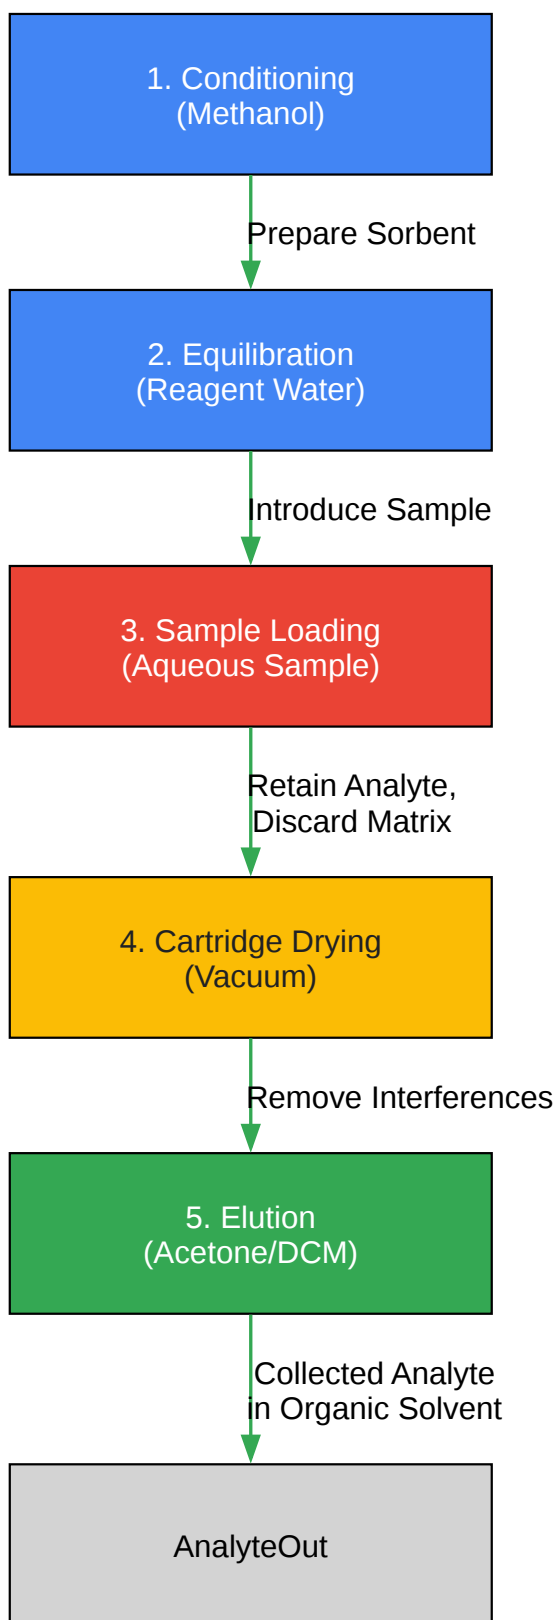 1. Conditioning
(Methanol)
Prepare Sorbent
2. Equilibration
(Reagent Water)
Introduce Sample
3. Sample Loading
(Aqueous Sample)
Retain Analyte,
Discard Matrix
4. Cartridge Drying
(Vacuum)
Remove Interferences
5. Elution
(Acetone/DCM)
Collected Analyte
in Organic Solvent
AnalyteOut